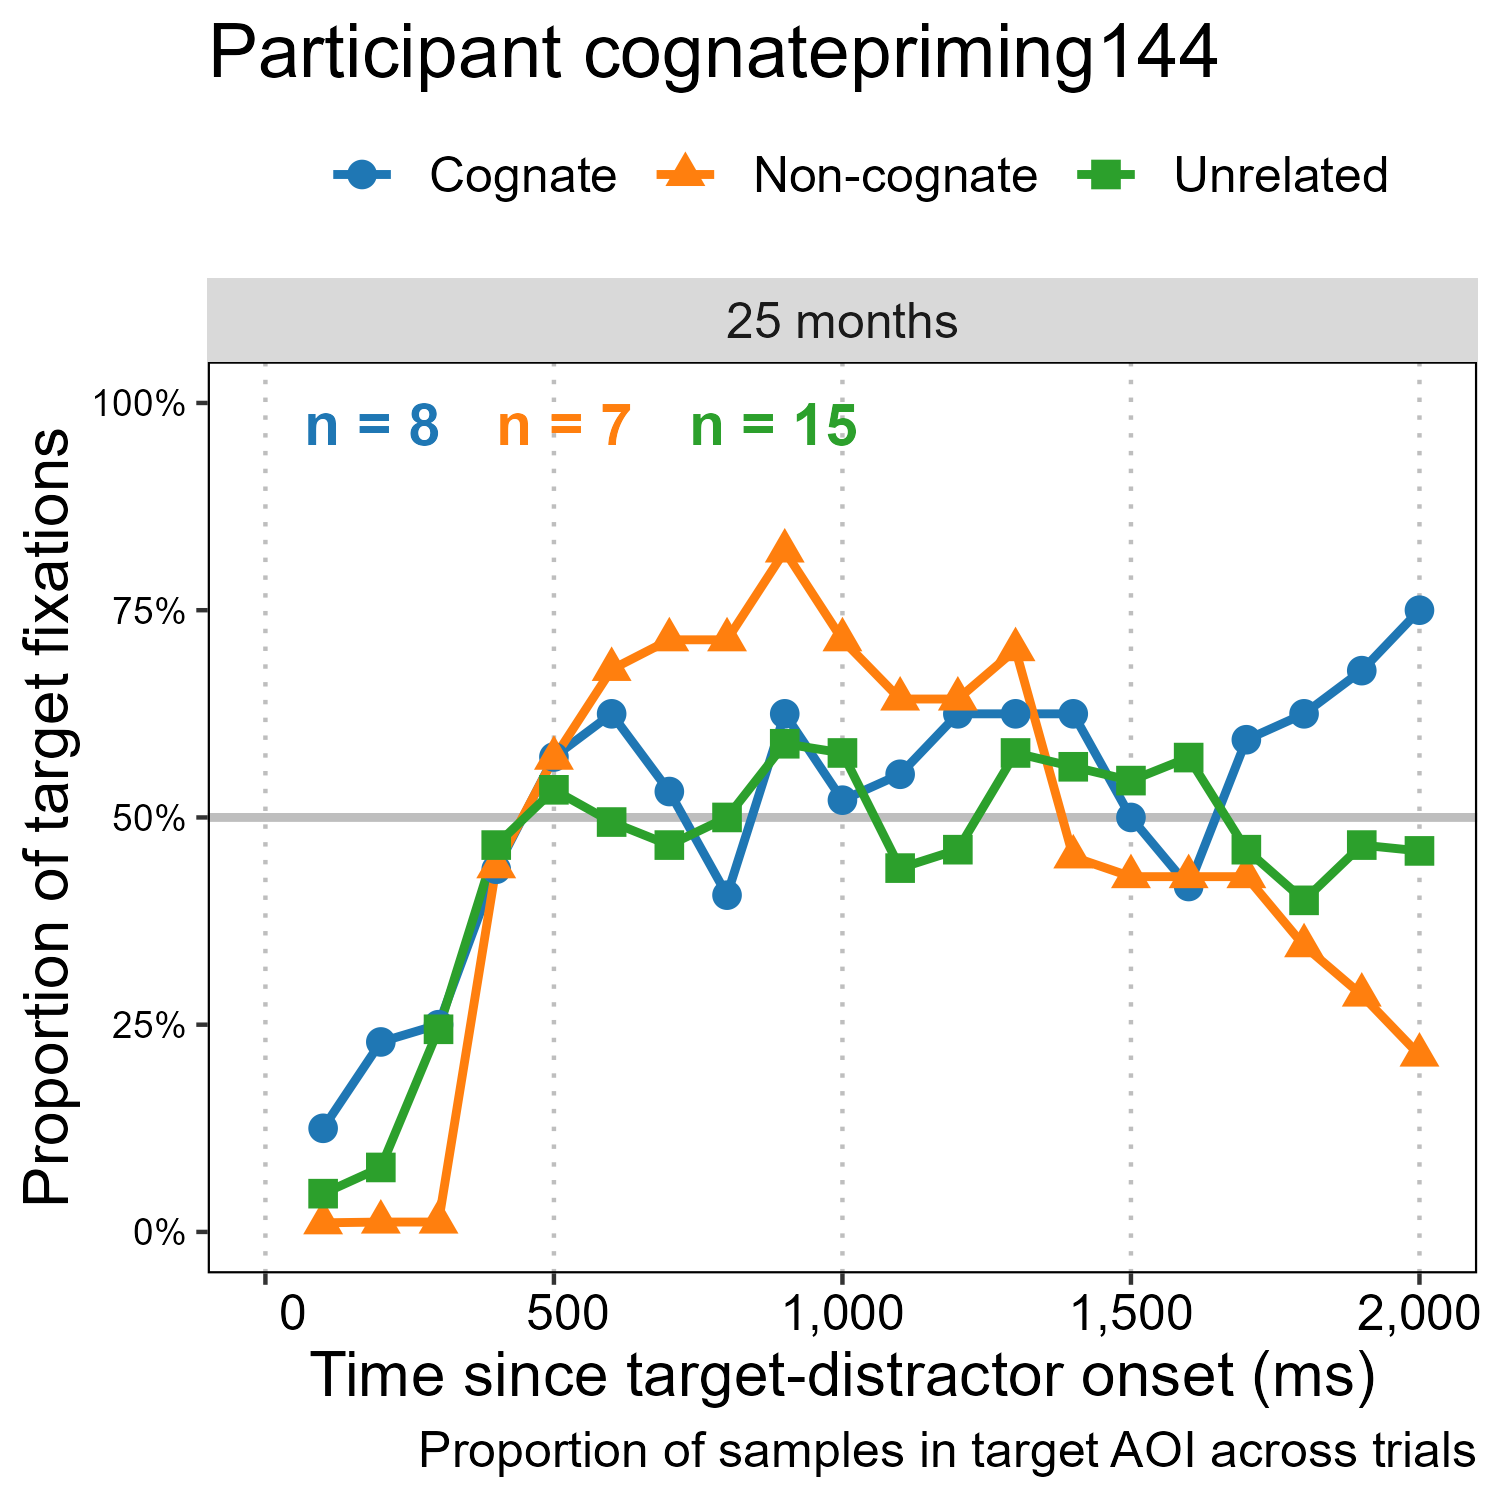 Participant cognatepriming144
Cognate Non-cognate Unrelated
25 months
n = 8 n = 7 n = 15
100%
75%
50%
25%
0%
Proportion of target fixations
0 500 1,000 1,500 2,000
Time since target-distractor onset (ms)
Proportion of samples in target AOI across trials